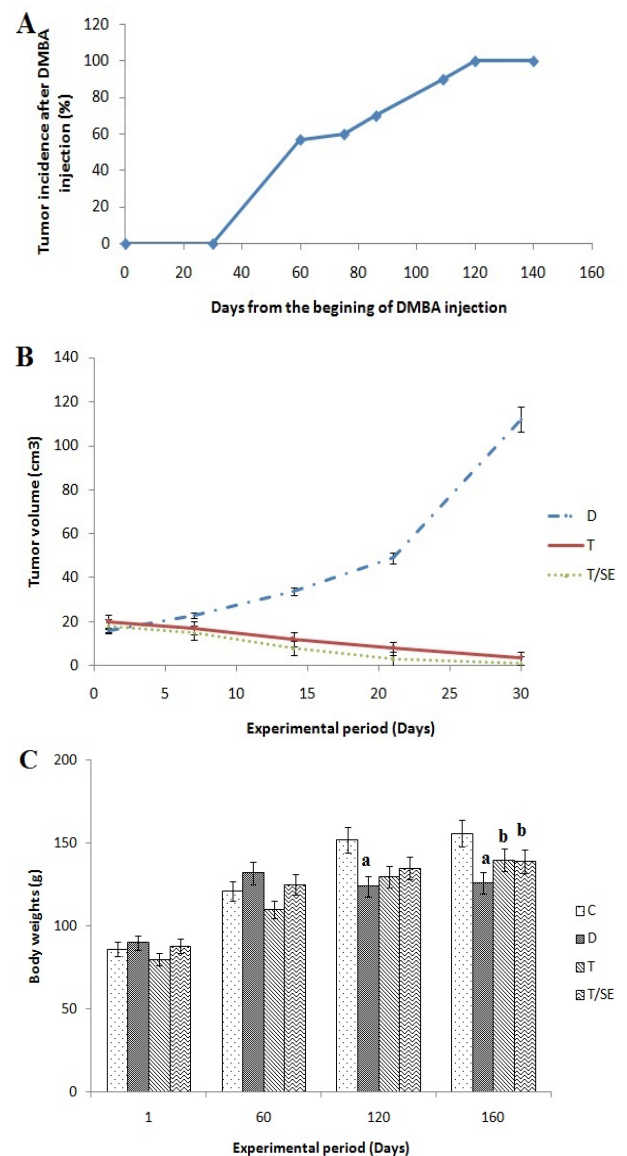 A
120
100
80
60
40
20
0
0 20 40 60 80 100 120 140 160
Tumor incidence after DMBA
injection (%)
Days from the begining of DMBA injection
B
140
120
100
80
60
40
20
0
0 5 10 15 20 25 30
Tumor volume (cm3)
Experimental period (Days)
D
T
T/SE
C
200
150
100
50
0
a
a b b
1 60 120 160
Body weights (g)
Experimental period (Days)
C
D
T
T/SE